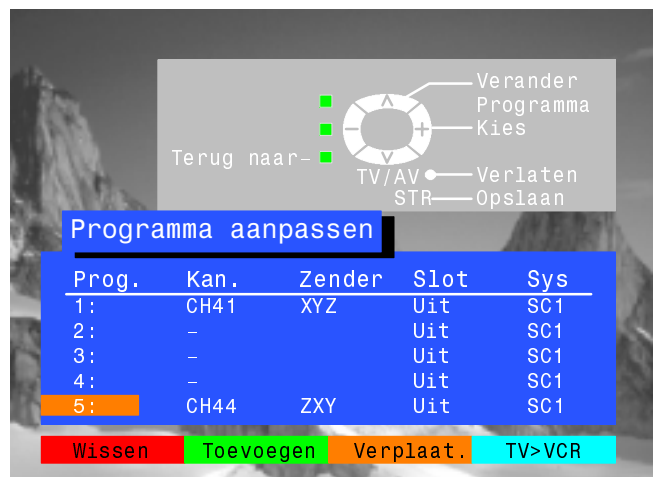 Verander
Programma
Kies
Terug naar
TV/AV Verlaten
STR Opslaan
Programma aanpassen
Prog. Kan. Zender Slot Sys
1: CH41 XYZ Uit SC1
2: – Uit SC1
3: – Uit SC1
4: – Uit SC1
5: CH44 ZXY Uit SC1
Wissen Toevoegen Verplaat. TV>VCR